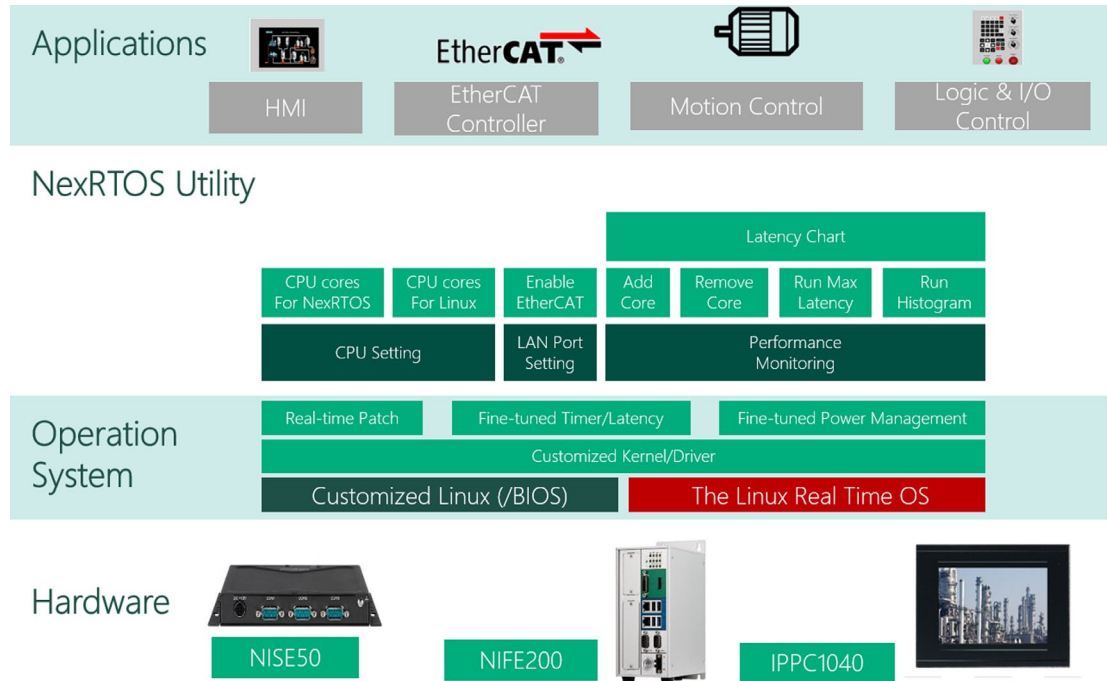 Applications
EtherCAT®
HMI
EtherCAT
Controller
Motion Control
Logic & I/O
Control
NexRTOS Utility
Latency Chart
CPU cores
For NexRTOS
CPU cores
For Linux
Enable
EtherCAT
Add
Core
Remove
Core
Run Max
Latency
Run
Histogram
CPU Setting
LAN Port
Setting
Performance
Monitoring
Operation
System
Real-time Patch
Fine-tuned Timer/Latency
Fine-tuned Power Management
Customized Kernel/Driver
Customized Linux (/BIOS)
The Linux Real Time OS
Hardware
COM1
COM2
COM3
NISE50
NIFE200
IPPC1040